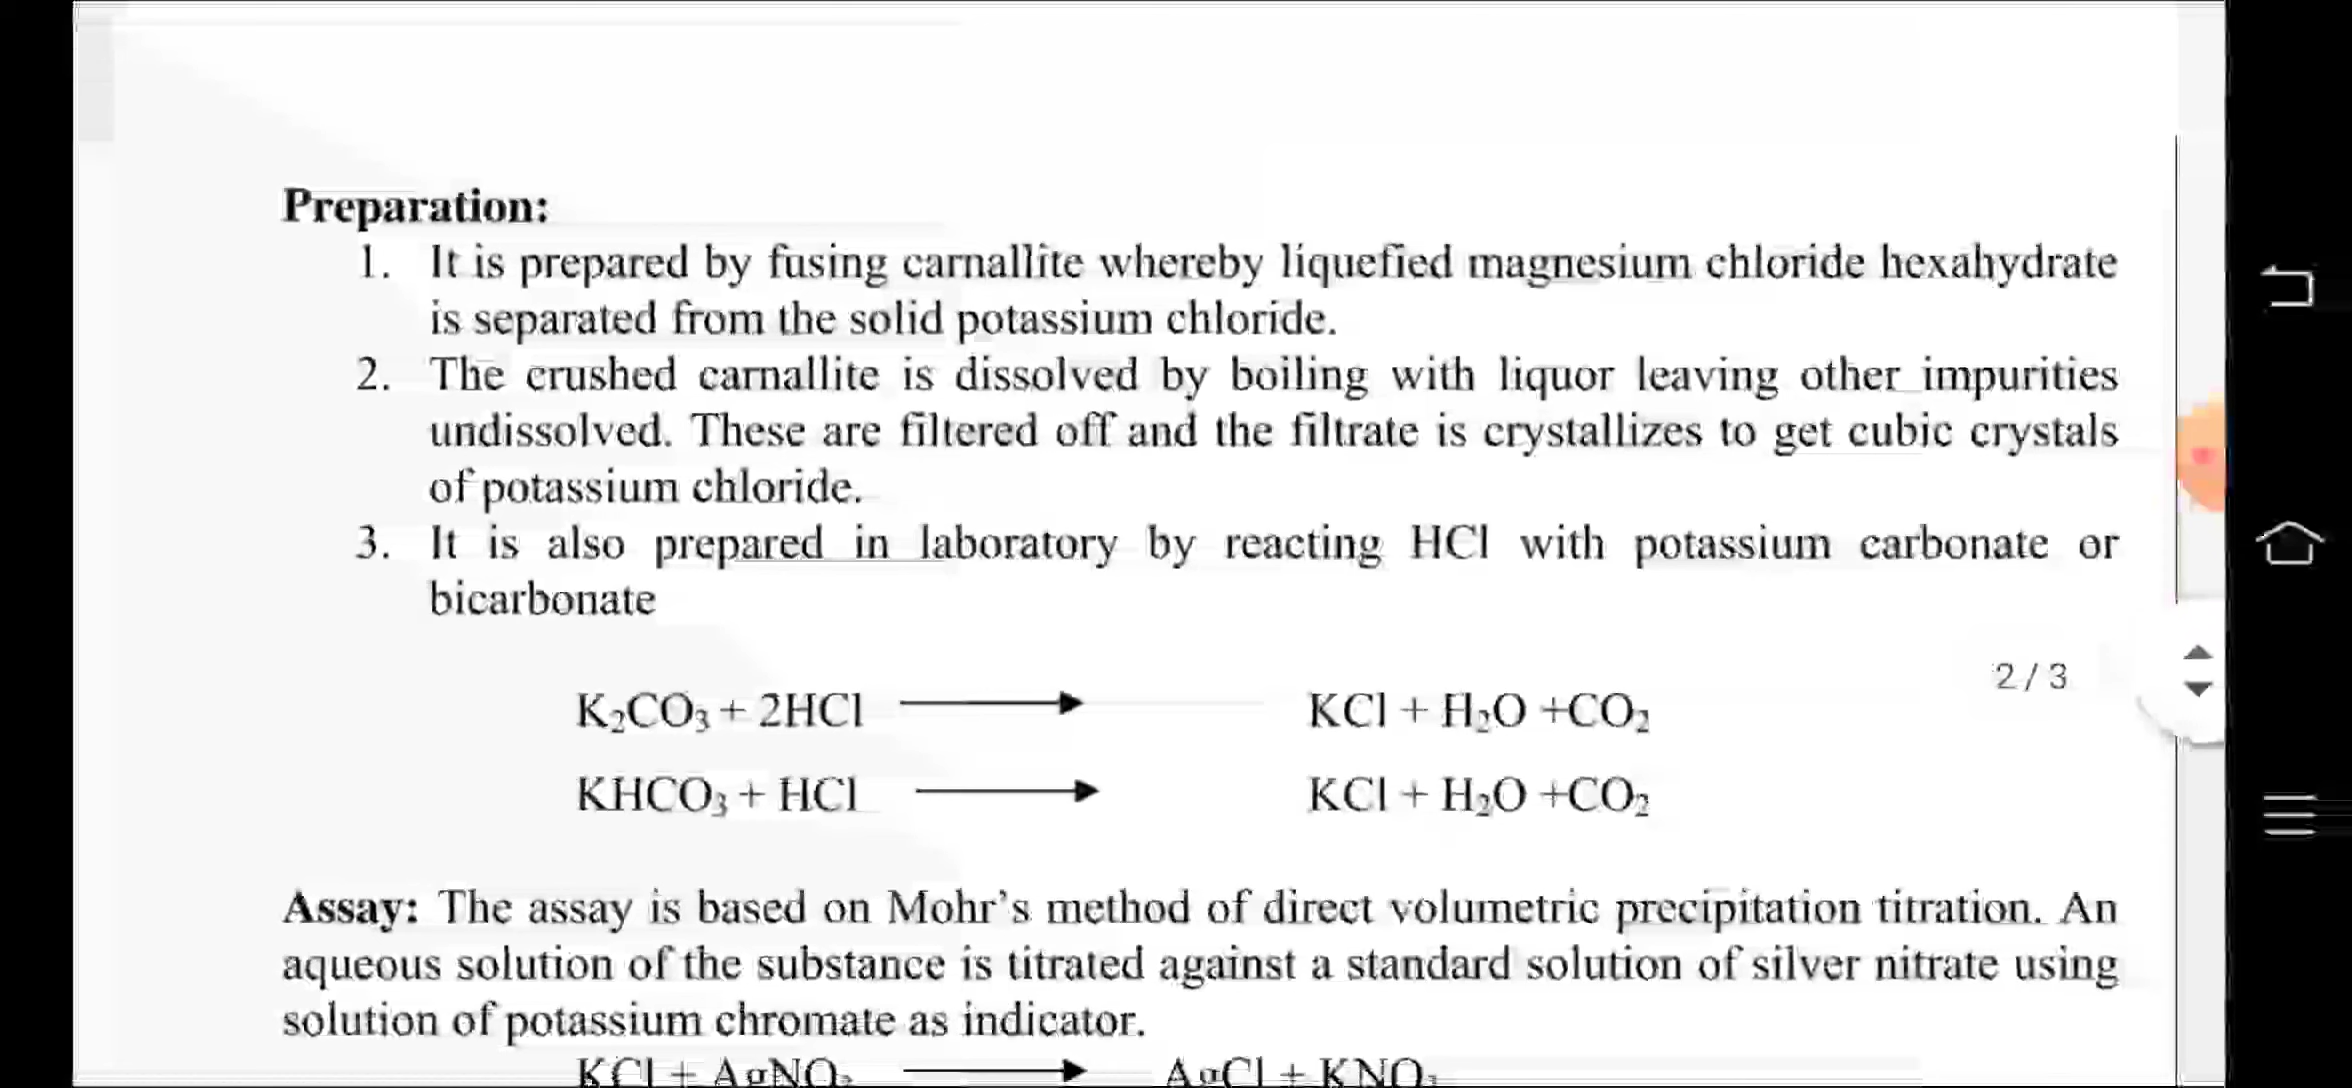 Preparation:
1. It is prepared by fusing carnallite whereby liquefied magnesium chloride hexahydrate
is separated from the solid potassium chloride.
2. The crushed carnallite is dissolved by boiling with liquor leaving other impurities
undissolved. These are filtered off and the filtrate is crystallizes to get cubic crystals
of potassium chloride.
3. It is also prepared in laboratory by reacting HCl with potassium carbonate or
bicarbonate
2 / 3
K₂CO₃ + 2HCl → KCl + H₂O +CO₂
KHCO₃ + HCl → KCl + H₂O +CO₂
Assay: The assay is based on Mohr's method of direct volumetric precipitation titration. An
aqueous solution of the substance is titrated against a standard solution of silver nitrate using
solution of potassium chromate as indicator.
KCl + AgNO₃ → AgCl + KNO₃